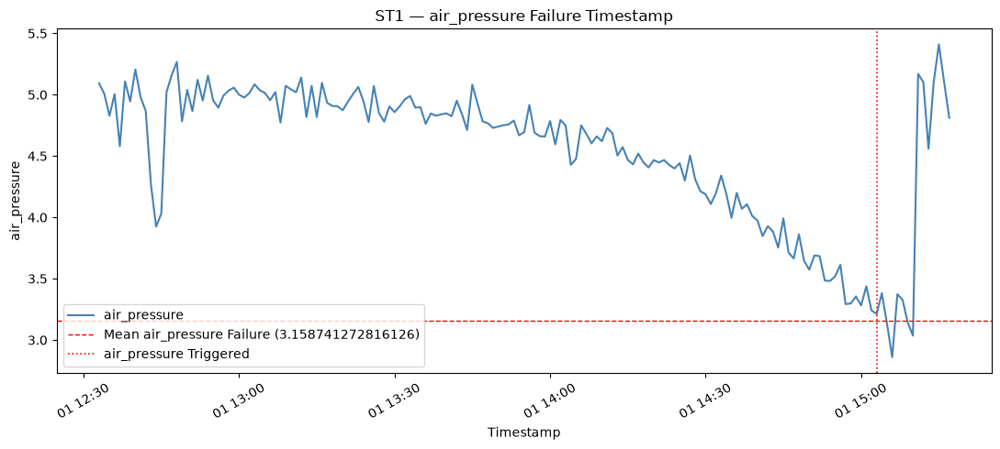 ST1 — air_pressure Failure Timestamp
air_pressure
5.5
5.0
4.5
4.0
3.5
3.0
air_pressure
Mean air_pressure Failure (3.158741272816126)
air_pressure Triggered
01 12:30
01 13:00
01 13:30
01 14:00
01 14:30
01 15:00
Timestamp